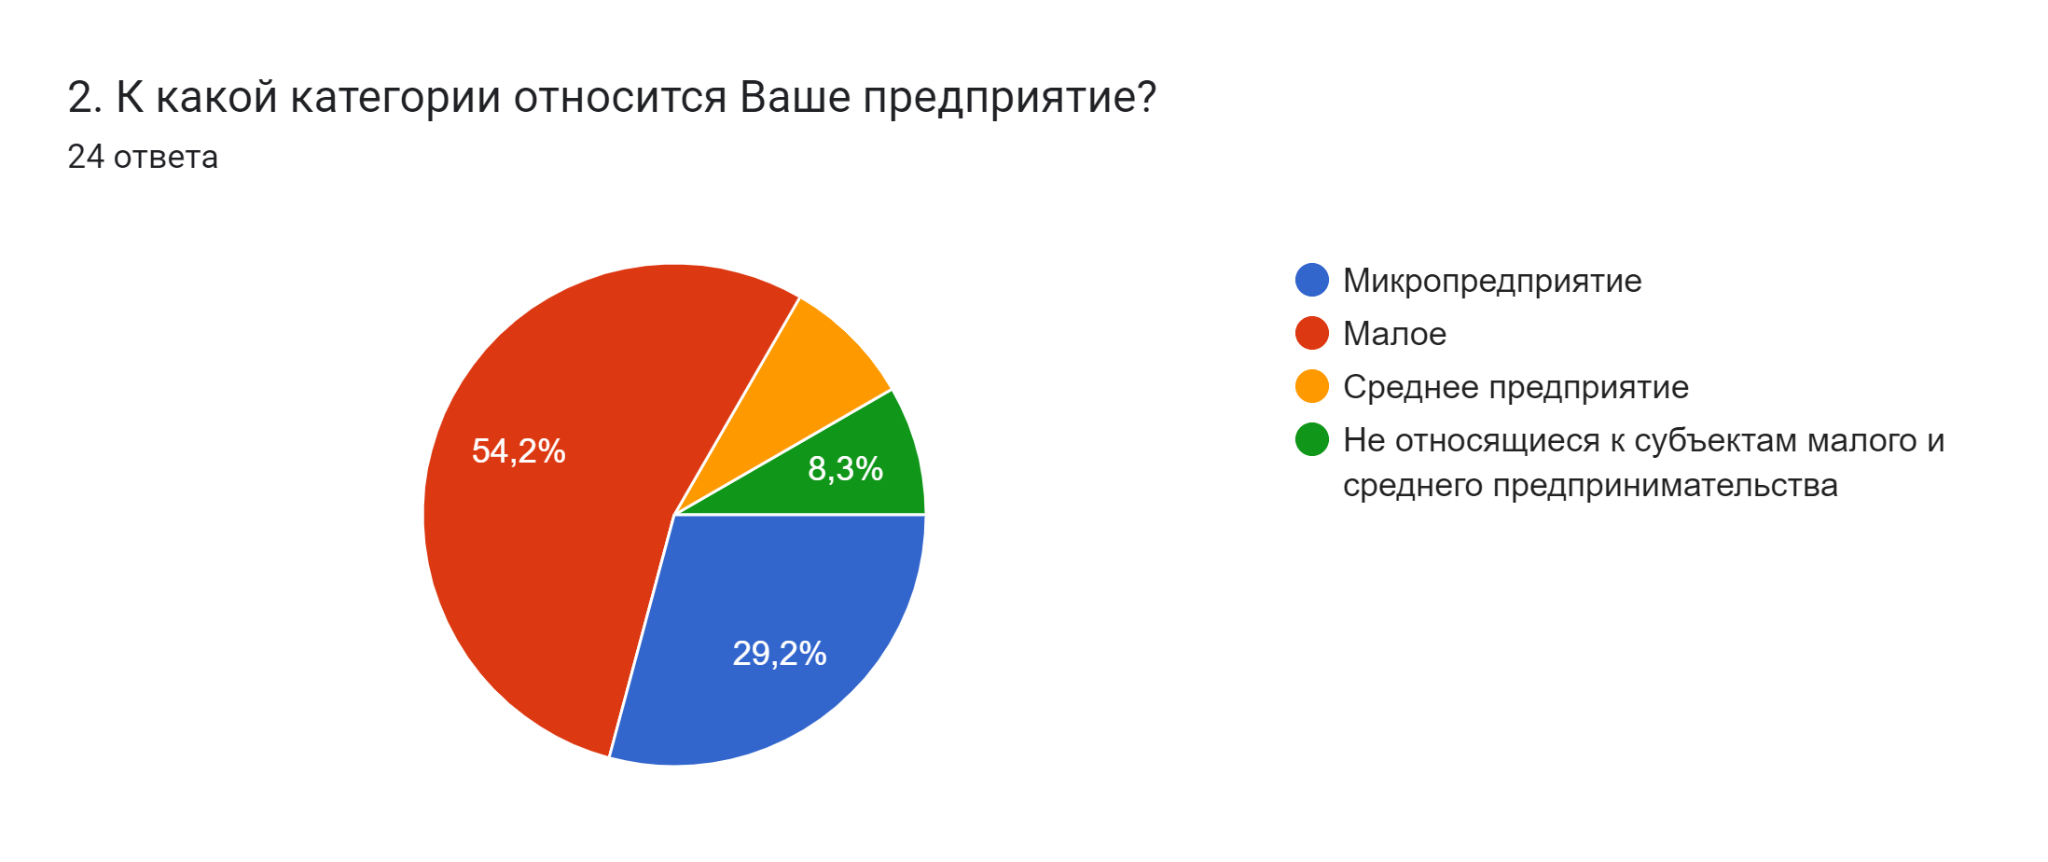 2. К какой категории относится Ваше предприятие?
24 ответа
54,2%
8,3%
29,2%
Микропредприятие
Малое
Среднее предприятие
Не относящиеся к субъектам малого и
среднего предпринимательства